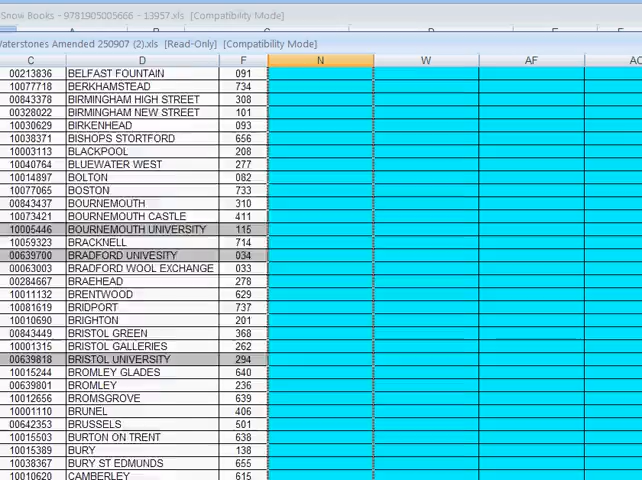 Snow Books - 9781905005666 - 13957.xls [Compatibility Mode]
Waterstones Amended 250907 (2).xls [Read-Only] [Compatibility Mode]
C D F N W AF
00213836 BELFAST FOUNTAIN 091
10077718 BERKHAMSTEAD 734
00843378 BIRMINGHAM HIGH STREET 308
00328022 BIRMINGHAM NEW STREET 101
10030629 BIRKENHEAD 093
10038371 BISHOPS STORTFORD 656
10003113 BLACKPOOL 208
10040764 BLUEWATER WEST 277
10014897 BOLTON 082
10077065 BOSTON 733
00843437 BOURNEMOUTH 310
10073421 BOURNEMOUTH CASTLE 411
10005446 BOURNEMOUTH UNIVERSITY 115
10059323 BRACKNELL 714
00639700 BRADFORD UNIVESITY 034
00063003 BRADFORD WOOL EXCHANGE 033
00284667 BRAEHEAD 278
10011132 BRENTWOOD 629
10081619 BRIDPORT 737
10010690 BRIGHTON 201
00843449 BRISTOL GREEN 368
10001315 BRISTOL GALLERIES 262
00639818 BRISTOL UNIVERSITY 294
10015244 BROMLEY GLADES 640
00639801 BROMLEY 236
10012656 BROMSGROVE 639
10001110 BRUNEL 406
00642353 BRUSSELS 501
10015503 BURTON ON TRENT 638
10015389 BURY 138
10038367 BURY ST EDMUNDS 655
10010620 CAMBERLEY 615